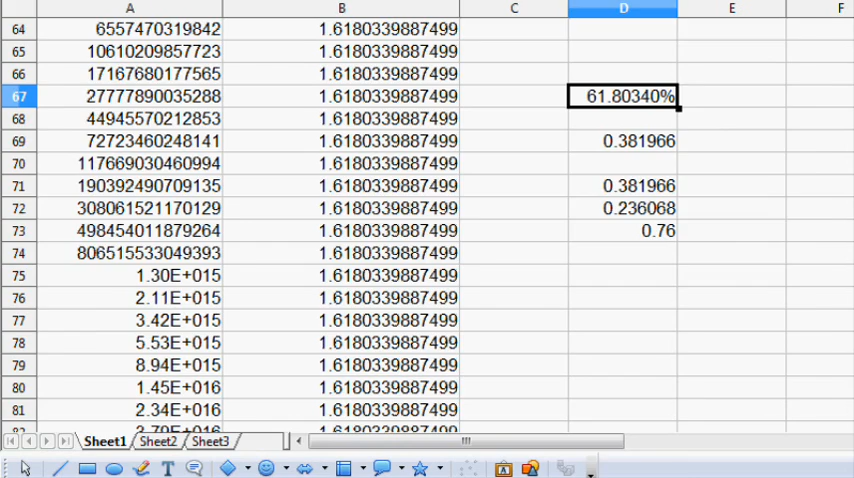 A B C D E F
64 6557470319842 1.6180339887499
65 10610209857723 1.6180339887499
66 17167680177565 1.6180339887499
67 27777890035288 1.6180339887499 61.80340%
68 44945570212853 1.6180339887499
69 72723460248141 1.6180339887499 0.381966
70 117669030460994 1.6180339887499
71 190392490709135 1.6180339887499 0.381966
72 308061521170129 1.6180339887499 0.236068
73 498454011879264 1.6180339887499 0.76
74 806515533049393 1.6180339887499
75 1.30E+015 1.6180339887499
76 2.11E+015 1.6180339887499
77 3.42E+015 1.6180339887499
78 5.53E+015 1.6180339887499
79 8.94E+015 1.6180339887499
80 1.45E+016 1.6180339887499
81 2.34E+016 1.6180339887499
Sheet1 Sheet2 Sheet3
T
A